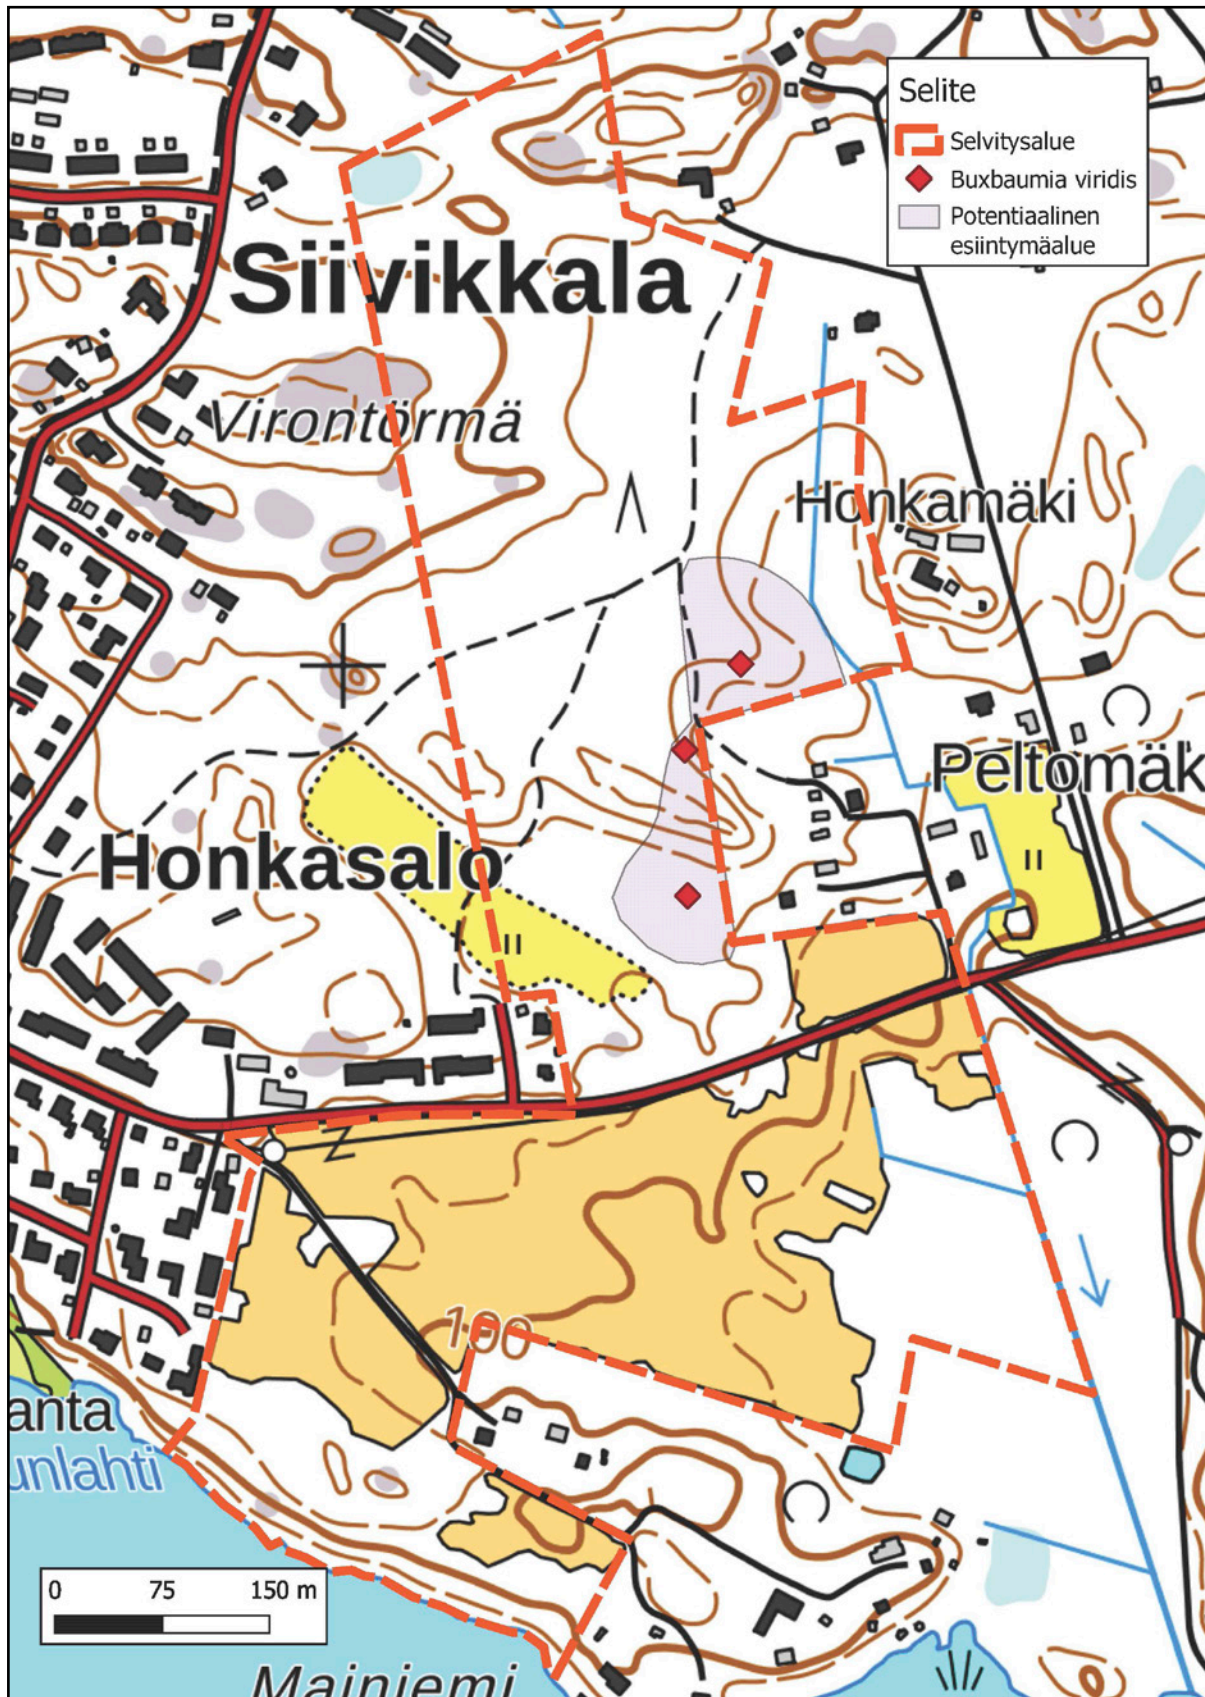 Selite
Selvitysalue
Buxbaumia viridis
Potentiaalinen
esiintymäalue
Siivikkala
Virontörmä
Honkamäki
Peltomäk
Honkasalo
100
anta
unlahti
0 75 150 m
Mainiemi